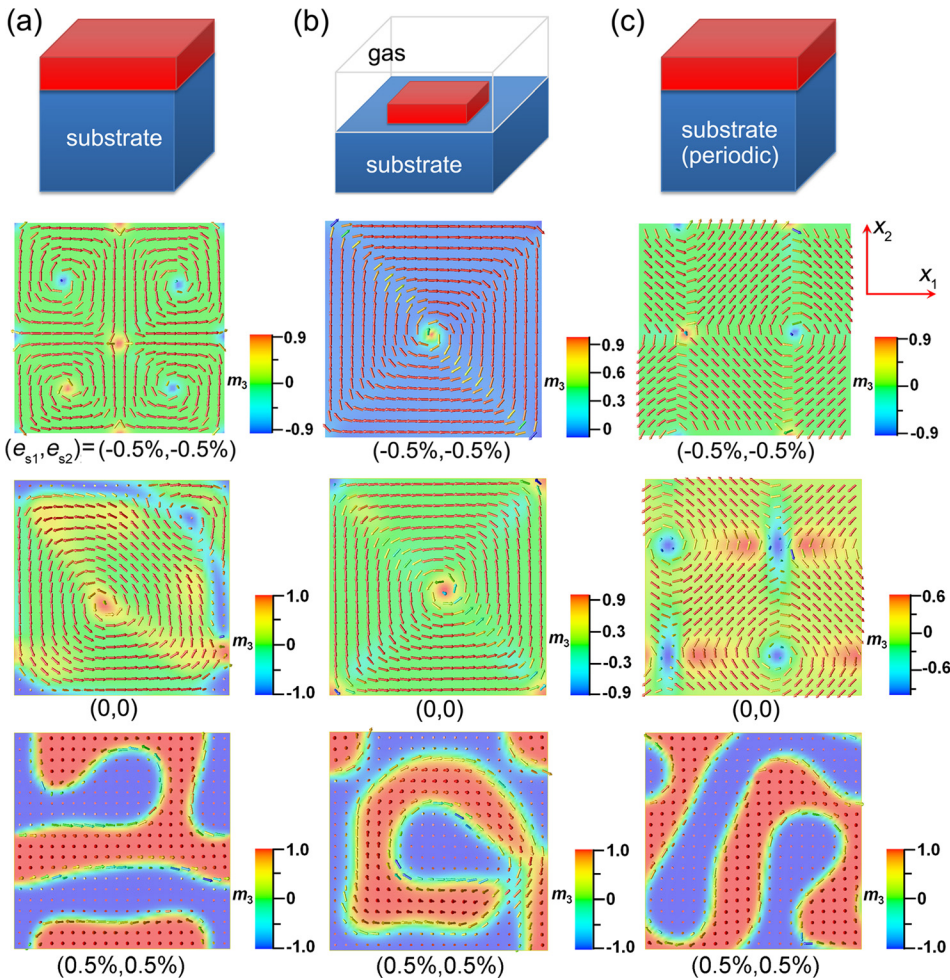 (a)
(b)
(c)
substrate
gas
substrate
substrate
(periodic)
x2
x1
0.9
m3
0
-0.9
0.9
0.6
m3
0.3
0
0.9
m3
0
-0.9
(es1,es2)=(-0.5%,-0.5%)
(-0.5%,-0.5%)
(-0.5%,-0.5%)
1.0
m3
0
-1.0
0.9
0.3
m3
-0.3
-0.9
0.6
m3
0
-0.6
(0,0)
(0,0)
(0,0)
1.0
m3
0
-1.0
1.0
m3
0
-1.0
1.0
m3
0
-1.0
(0.5%,0.5%)
(0.5%,0.5%)
(0.5%,0.5%)